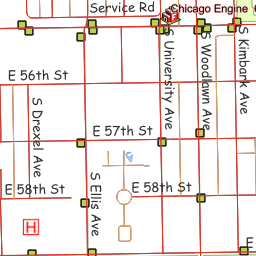 Service Rd
Chicago Engine
E 56th St
S University Ave
S Woodlawn Ave
S Kimbark Ave
S Drexel Ave
E 57th St
S Ellis Ave
E 58th St
E 58th St
H
E